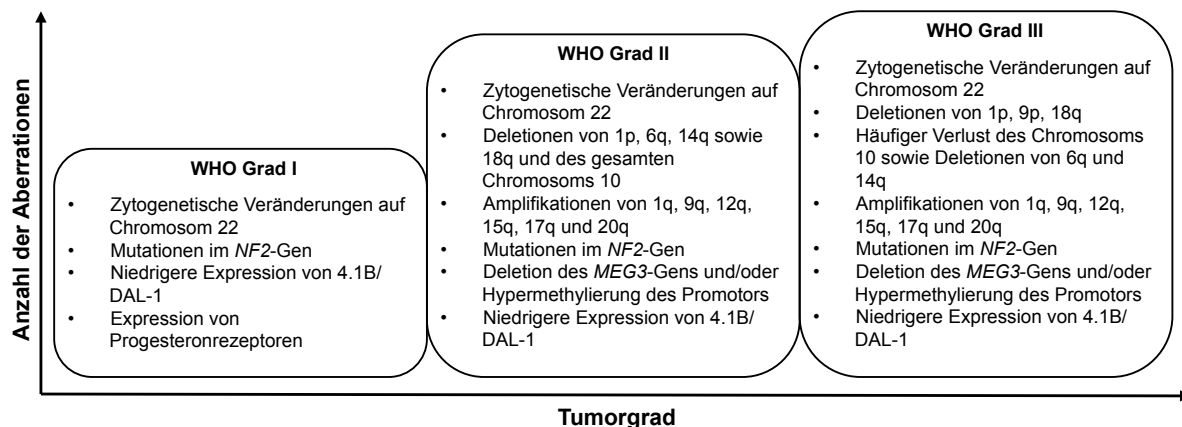 Anzahl der Aberrationen
WHO Grad I
• Zytogenetische Veränderungen auf
Chromosom 22
• Mutationen im NF2-Gen
• Niedrigere Expression von 4.1B/
DAL-1
• Expression von
Progesteronrezeptoren
WHO Grad II
• Zytogenetische Veränderungen auf
Chromosom 22
• Deletionen von 1p, 6q, 14q sowie
18q und des gesamten
Chromosoms 10
• Amplifikationen von 1q, 9q, 12q,
15q, 17q und 20q
• Mutationen im NF2-Gen
• Deletion des MEG3-Gens und/oder
Hypermethylierung des Promotors
• Niedrigere Expression von 4.1B/
DAL-1
WHO Grad III
• Zytogenetische Veränderungen auf
Chromosom 22
• Deletionen von 1p, 9p, 18q
• Häufiger Verlust des Chromosoms
10 sowie Deletionen von 6q und
14q
• Amplifikationen von 1q, 9q, 12q,
15q, 17q und 20q
• Mutationen im NF2-Gen
• Deletion des MEG3-Gens und/oder
Hypermethylierung des Promotors
• Niedrigere Expression von 4.1B/
DAL-1
Tumorgrad